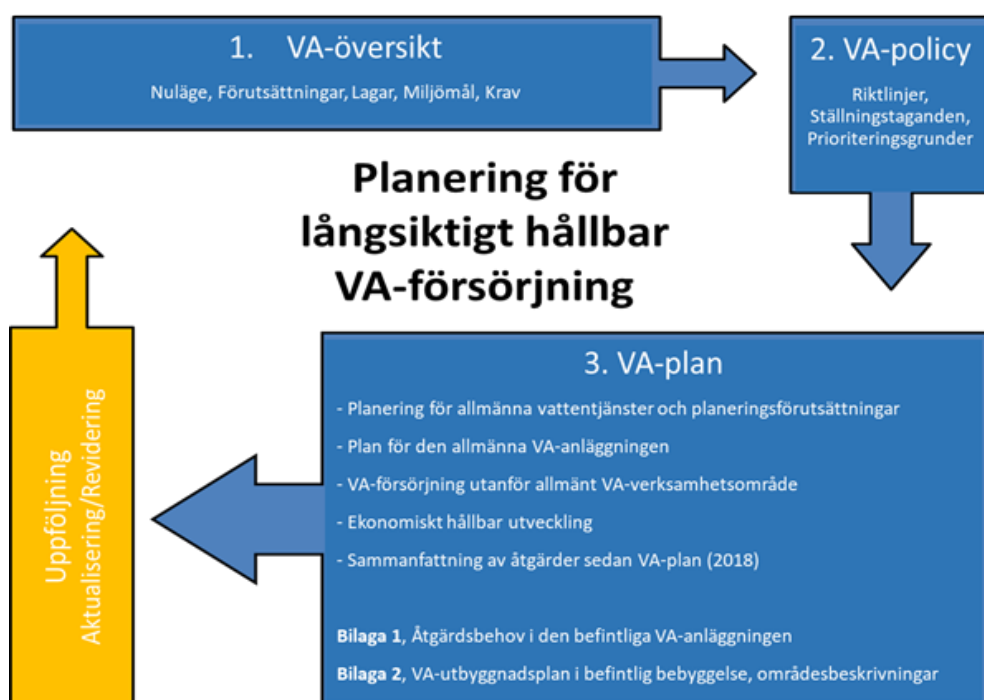 1. VA-översikt
Nuläge, Förutsättningar, Lagar, Miljömål, Krav
2. VA-policy
Riktlinjer,
Ställningstaganden,
Prioriteringsgrunder
Planering för
långsiktigt hållbar
VA-försörjning
3. VA-plan
- Planering för allmänna vattentjänster och planeringsförutsättningar
- Plan för den allmänna VA-anläggningen
- VA-försörjning utanför allmänt VA-verksamhetsområde
- Ekonomiskt hållbar utveckling
- Sammanfattning av åtgärder sedan VA-plan (2018)
Bilaga 1, Åtgärdsbehov i den befintliga VA-anläggningen
Bilaga 2, VA-utbyggnadsplan i befintlig bebyggelse, områdesbeskrivningar
Uppföljning
Aktualisering/Revidering